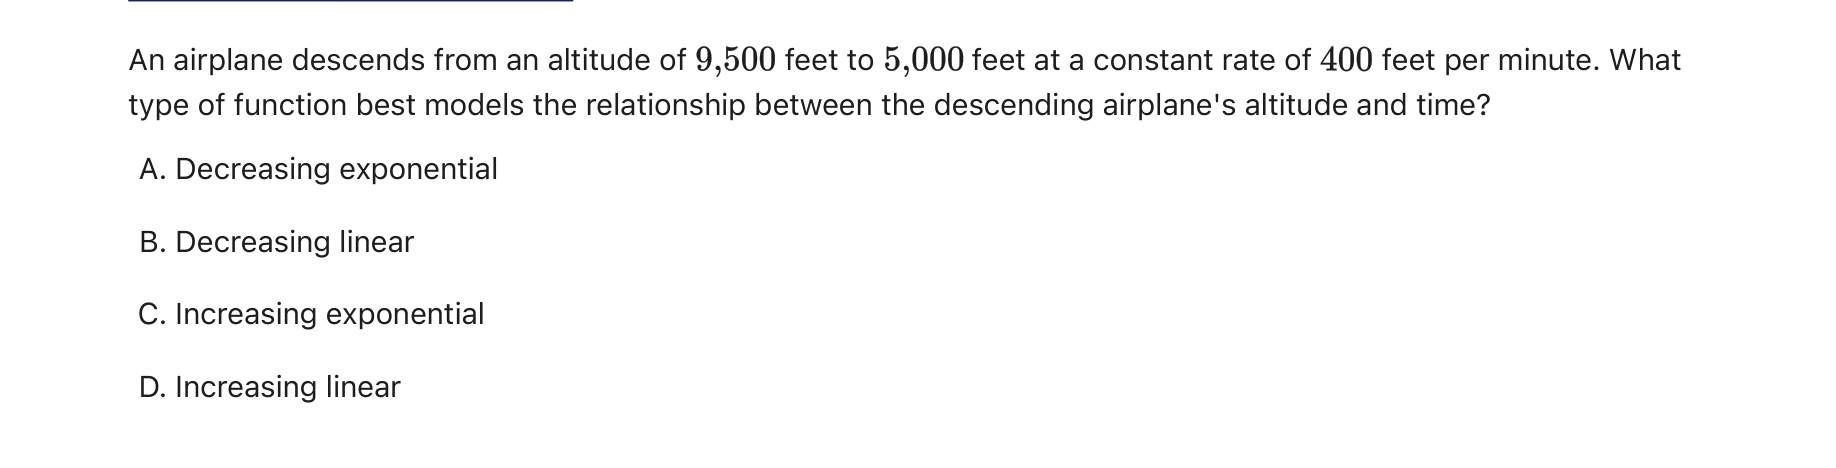 An airplane descends from an altitude of 9,500 feet to 5,000 feet at a constant rate of 400 feet per minute. What
type of function best models the relationship between the descending airplane's altitude and time?
A. Decreasing exponential
B. Decreasing linear
C. Increasing exponential
D. Increasing linear